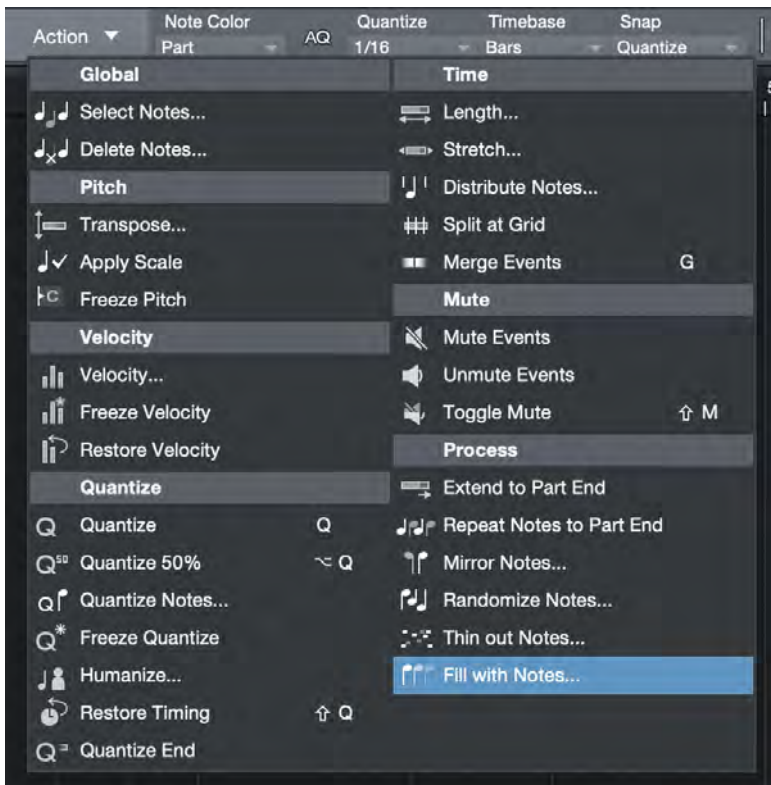 Action ▼
Note Color
Part
AQ
Quantize
1/16
Timebase
Bars
Snap
Quantize
Global
Select Notes...
Delete Notes...
Pitch
Transpose...
Apply Scale
C Freeze Pitch
Velocity
Velocity...
Freeze Velocity
Restore Velocity
Quantize
Q Quantize Q
Q50 Quantize 50% ⌥ Q
Q Quantize Notes...
Q* Freeze Quantize
Humanize...
Restore Timing ⇧ Q
Q Quantize End
Time
Length...
Stretch...
Distribute Notes...
Split at Grid
Merge Events G
Mute
Mute Events
Unmute Events
Toggle Mute ⇧ M
Process
Extend to Part End
Repeat Notes to Part End
Mirror Notes...
Randomize Notes...
Thin out Notes...
Fill with Notes...